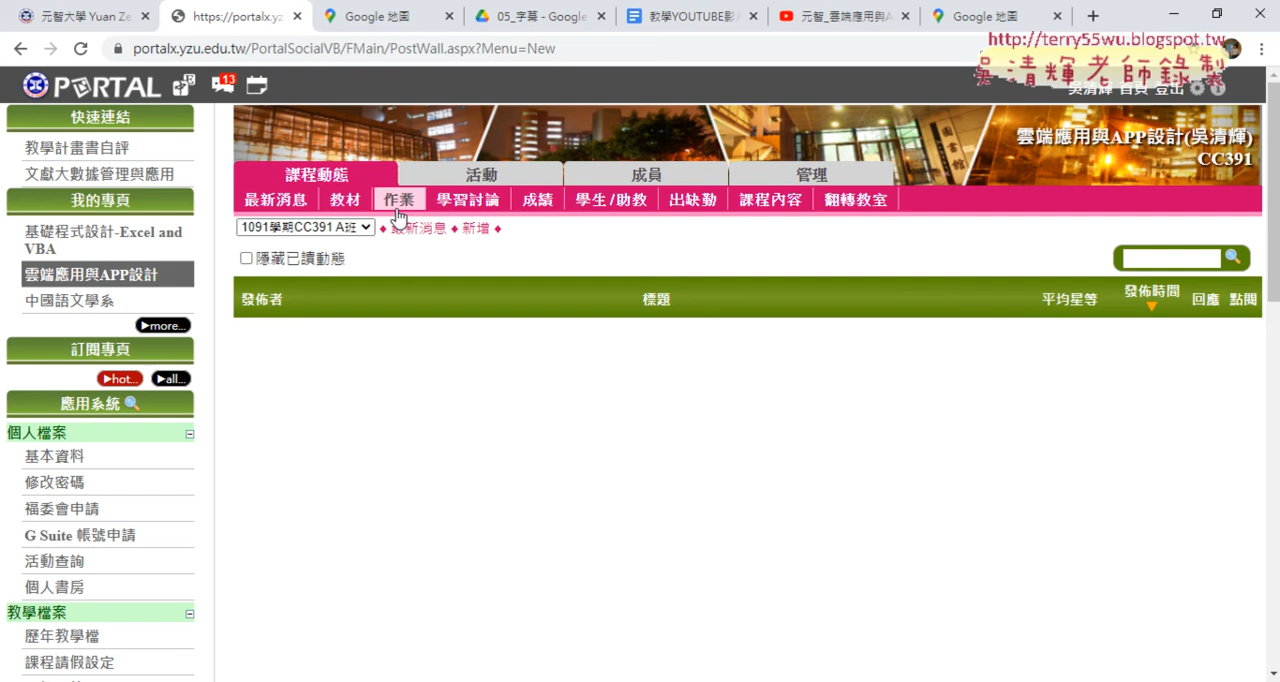 元智大學 Yuan Ze
https://portalx.yz
Google 地圖
05_字幕 - Google
教學YOUTUBE影
元智_雲端應用與A
Google 地圖
portalx.yzu.edu.tw/PortalSocialVB/FMain/PostWall.aspx?Menu=New
http://terry55wu.blogspot.tw
吳清輝老師錄製
PORTAL
13
吳清輝 首頁 登出
快速連結
教學計畫書自評
文獻大數據管理與應用
我的專頁
基礎程式設計-Excel and
VBA
雲端應用與APP設計
中國語文學系
▶more...
訂閱專頁
▶hot...
▶all...
應用系統
個人檔案
基本資料
修改密碼
福委會申請
G Suite 帳號申請
活動查詢
個人書房
教學檔案
歷年教學檔
課程請假設定
雲端應用與APP設計(吳清輝)
CC391
課程動態
活動
成員
管理
最新消息
教材
作業
學習討論
成績
學生/助教
出缺勤
課程內容
翻轉教室
1091學期CC391 A班
♦ 最新消息 ♦ 新增 ♦
隱藏已讀動態
發佈者
標題
平均星等
發佈時間
回應
點閱